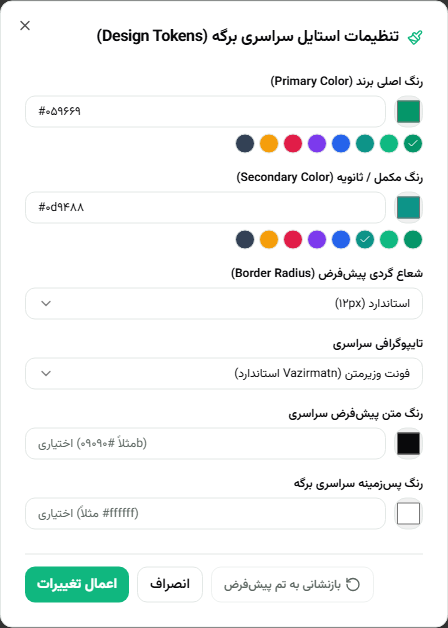 تنظیمات استایل سراسری برگه (Design Tokens)
رنگ اصلی برند (Primary Color)
#۰۵۹۶۶۹
رنگ مکمل / ثانویه (Secondary Color)
#۰d۹۴۸۸
شعاع گردی پیش‌فرض (Border Radius)
استاندارد (۱۲px)
تایپوگرافی سراسری
فونت وزیرمتن (Vazirmatn استاندارد)
رنگ متن پیش‌فرض سراسری
اختیاری (مثلاً #۰۹۰۹۰b)
رنگ پس‌زمینه سراسری برگه
اختیاری (مثلاً #ffffff)
بازنشانی به تم پیش‌فرض
انصراف
اعمال تغییرات